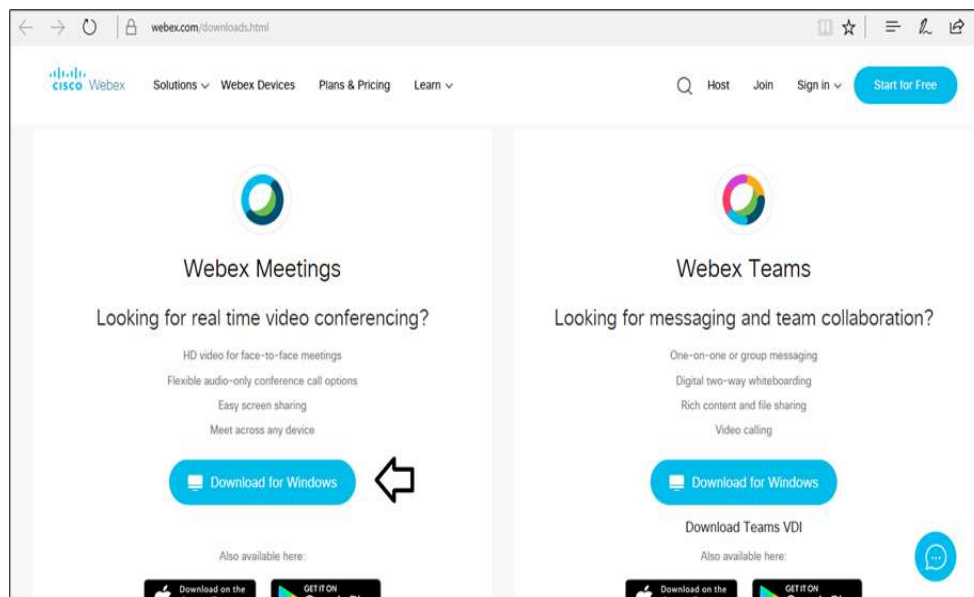 webex.com/downloads.html
CISCO Webex Solutions Webex Devices Plans & Pricing Learn Host Join Sign in Start for Free
Webex Meetings
Looking for real time video conferencing?
HD video for face-to-face meetings
Flexible audio-only conference call options
Easy screen sharing
Meet across any device
Download for Windows
Also available here:
Download on the
GET IT ON
Webex Teams
Looking for messaging and team collaboration?
One-on-one or group messaging
Digital two-way whiteboarding
Rich content and file sharing
Video calling
Download for Windows
Download Teams VDI
Also available here:
Download on the
GET IT ON